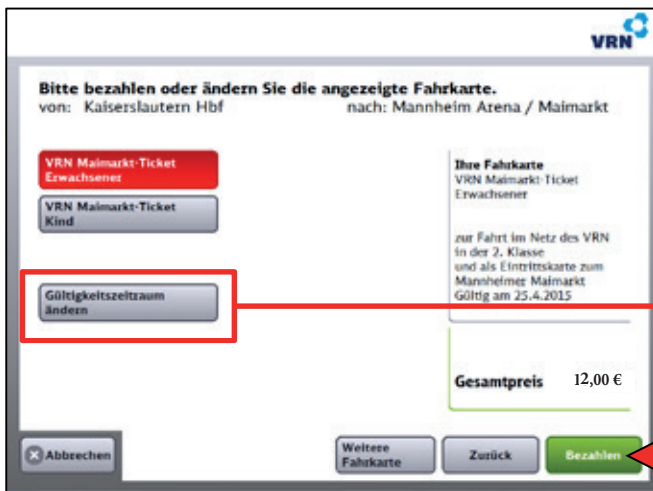 VRN
Bitte bezahlen oder ändern Sie die angezeigte Fahrkarte.
von: Kaiserslautern Hbf nach: Mannheim Arena / Maimarkt
VRN Maimarkt-Ticket
Erwachsener
VRN Maimarkt-Ticket
Kind
Gültigkeitszeitraum
ändern
Ihre Fahrkarte
VRN Maimarkt-Ticket
Erwachsener
zur Fahrt im Netz des VRN
in der 2. Klasse
und als Eintrittskarte zum
Mannheimer Maimarkt
Gültig am 25.4.2015
Gesamtpreis 12,00 €
Abbrechen
Weitere
Fahrkarte
Zurück
Bezahlen